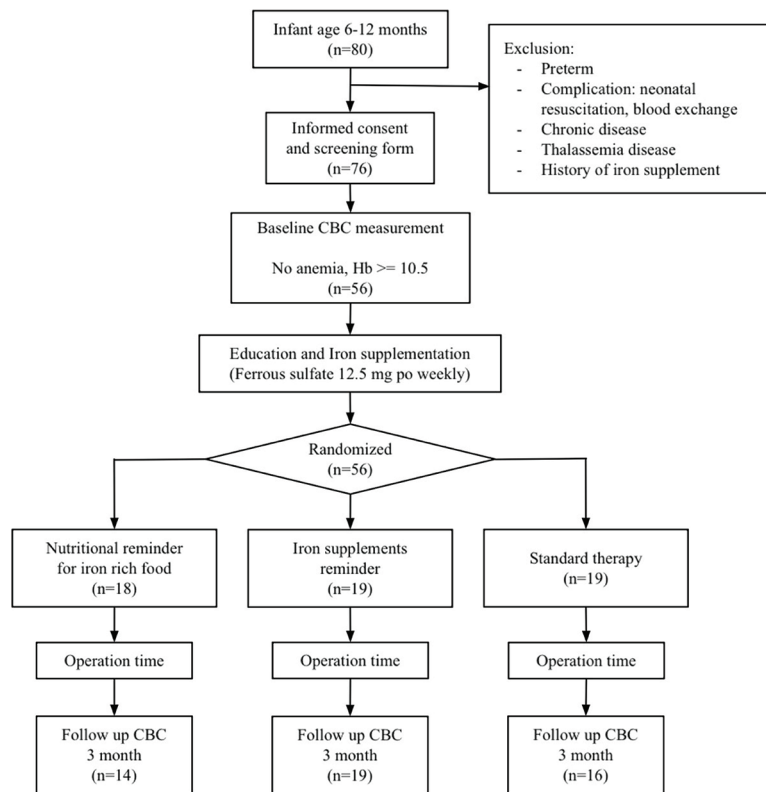 Infant age 6-12 months
(n=80)
Exclusion:
- Preterm
- Complication: neonatal
resuscitation, blood exchange
- Chronic disease
- Thalassemia disease
- History of iron supplement
Informed consent
and screening form
(n=76)
Baseline CBC measurement
No anemia, Hb >= 10.5
(n=56)
Education and Iron supplementation
(Ferrous sulfate 12.5 mg po weekly)
Randomized
(n=56)
Nutritional reminder
for iron rich food
(n=18)
Iron supplements
reminder
(n=19)
Standard therapy
(n=19)
Operation time
Operation time
Operation time
Follow up CBC
3 month
(n=14)
Follow up CBC
3 month
(n=19)
Follow up CBC
3 month
(n=16)